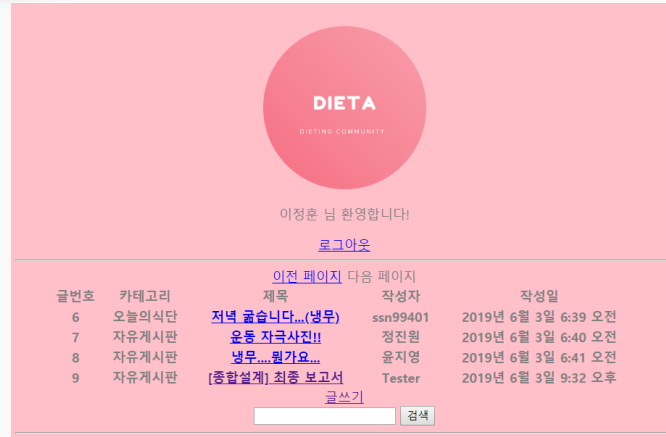 DIETA
DIETING COMMUNITY
이정훈 님 환영합니다!
로그아웃
이전 페이지 다음 페이지
글번호 카테고리 제목 작성자 작성일
6 오늘의식단 저녁 굶습니다...(냉무) ssn99401 2019년 6월 3일 6:39 오전
7 자유게시판 운동 자극사진!! 정진원 2019년 6월 3일 6:40 오전
8 자유게시판 냉무....뭔가요... 윤지영 2019년 6월 3일 6:41 오전
9 자유게시판 [종합설계] 최종 보고서 Tester 2019년 6월 3일 9:32 오후
글쓰기
검색